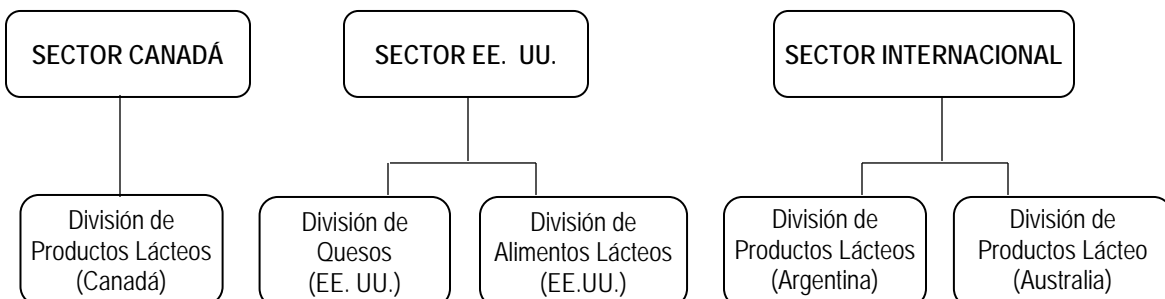 SECTOR CANADÁ
SECTOR EE. UU.
SECTOR INTERNACIONAL
División de
Productos Lácteos
(Canadá)
División de
Quesos
(EE. UU.)
División de
Alimentos Lácteos
(EE.UU.)
División de
Productos Lácteos
(Argentina)
División de
Productos Lácteo
(Australia)